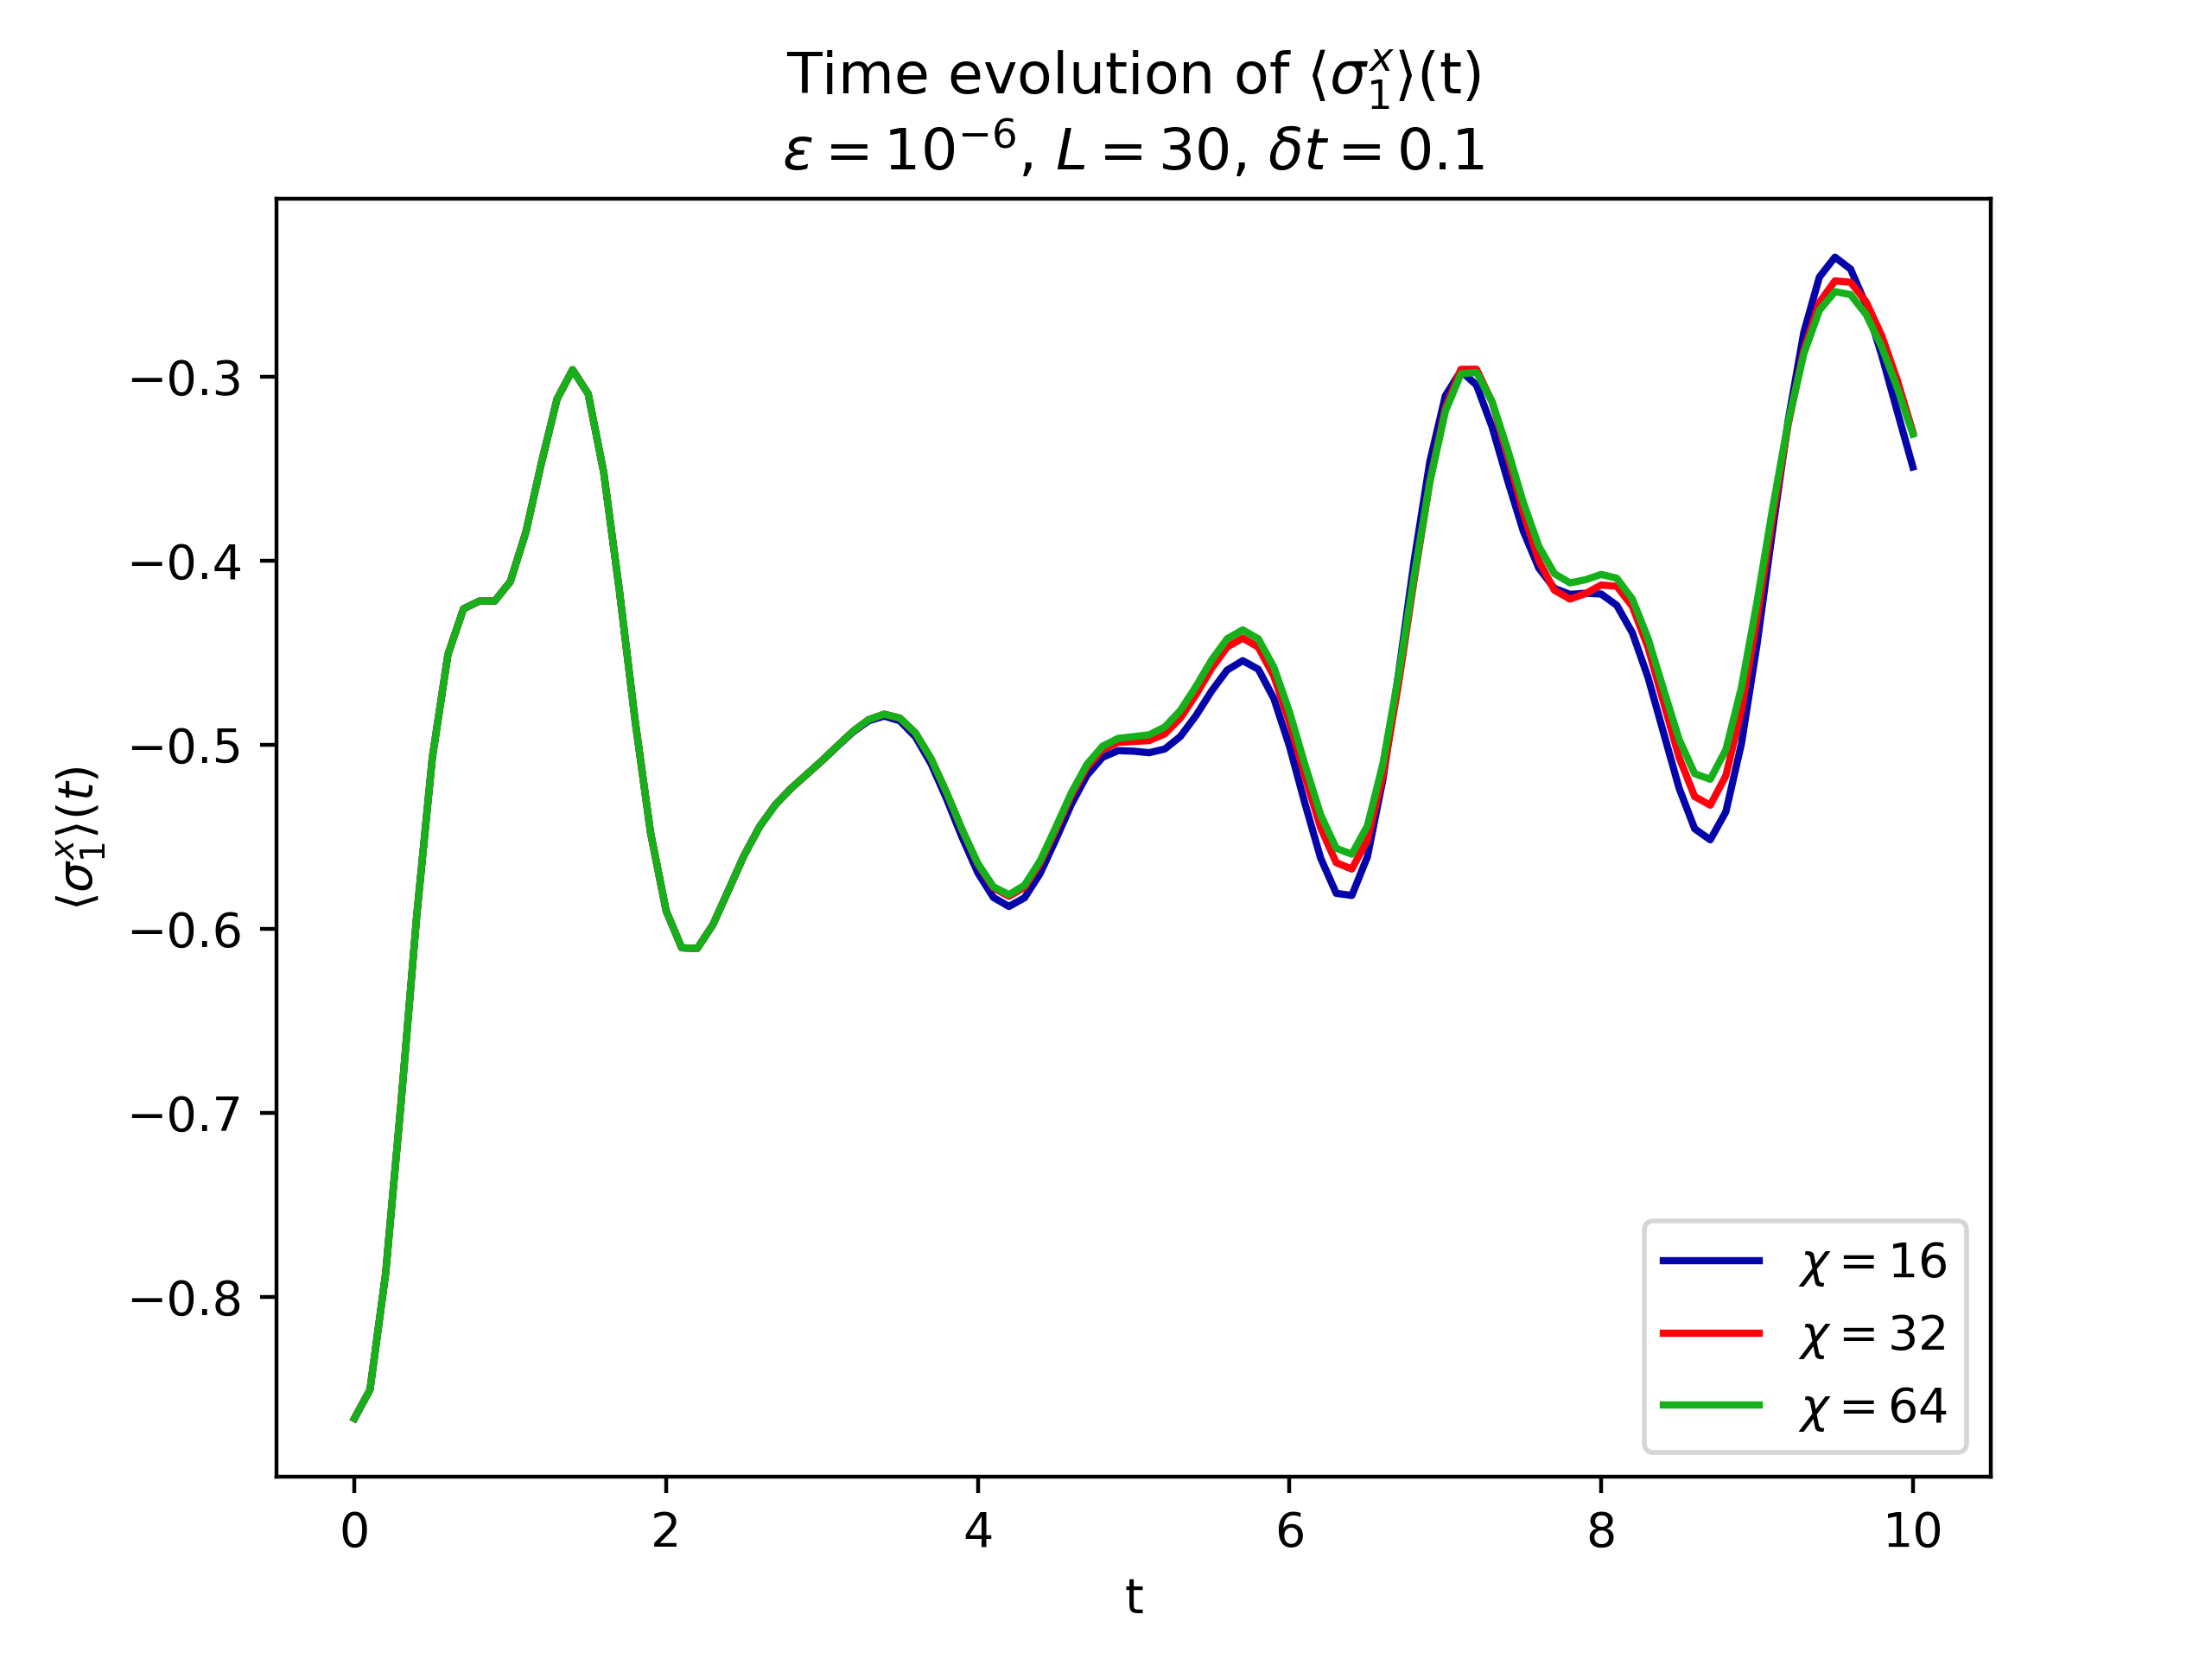 Time evolution of ⟨σ₁ˣ⟩(t)
ε = 10⁻⁶, L = 30, δt = 0.1
⟨σ₁ˣ⟩(t)
−0.3
−0.4
−0.5
−0.6
−0.7
−0.8
χ = 16
χ = 32
χ = 64
0 2 4 6 8 10
t